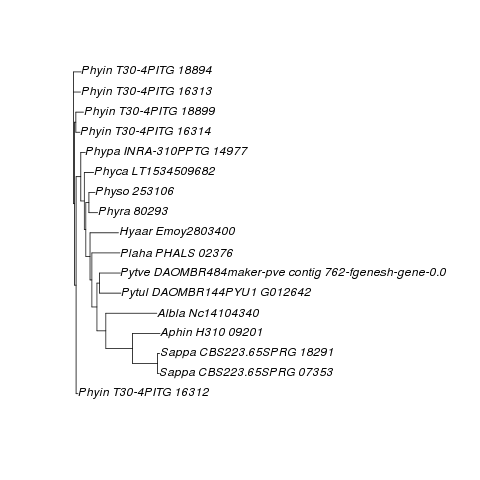 Phyin T30-4PITG 18894
Phyin T30-4PITG 16313
Phyin T30-4PITG 18899
Phyin T30-4PITG 16314
Phypa INRA-310PPTG 14977
Phyca LT1534509682
Physo 253106
Phyra 80293
Hyaar Emoy2803400
Plaha PHALS 02376
Pytve DAOMBR484maker-pve contig 762-fgenesh-gene-0.0
Pytul DAOMBR144PYU1 G012642
Albla Nc14104340
Aphin H310 09201
Sappa CBS223.65SPRG 18291
Sappa CBS223.65SPRG 07353
Phyin T30-4PITG 16312